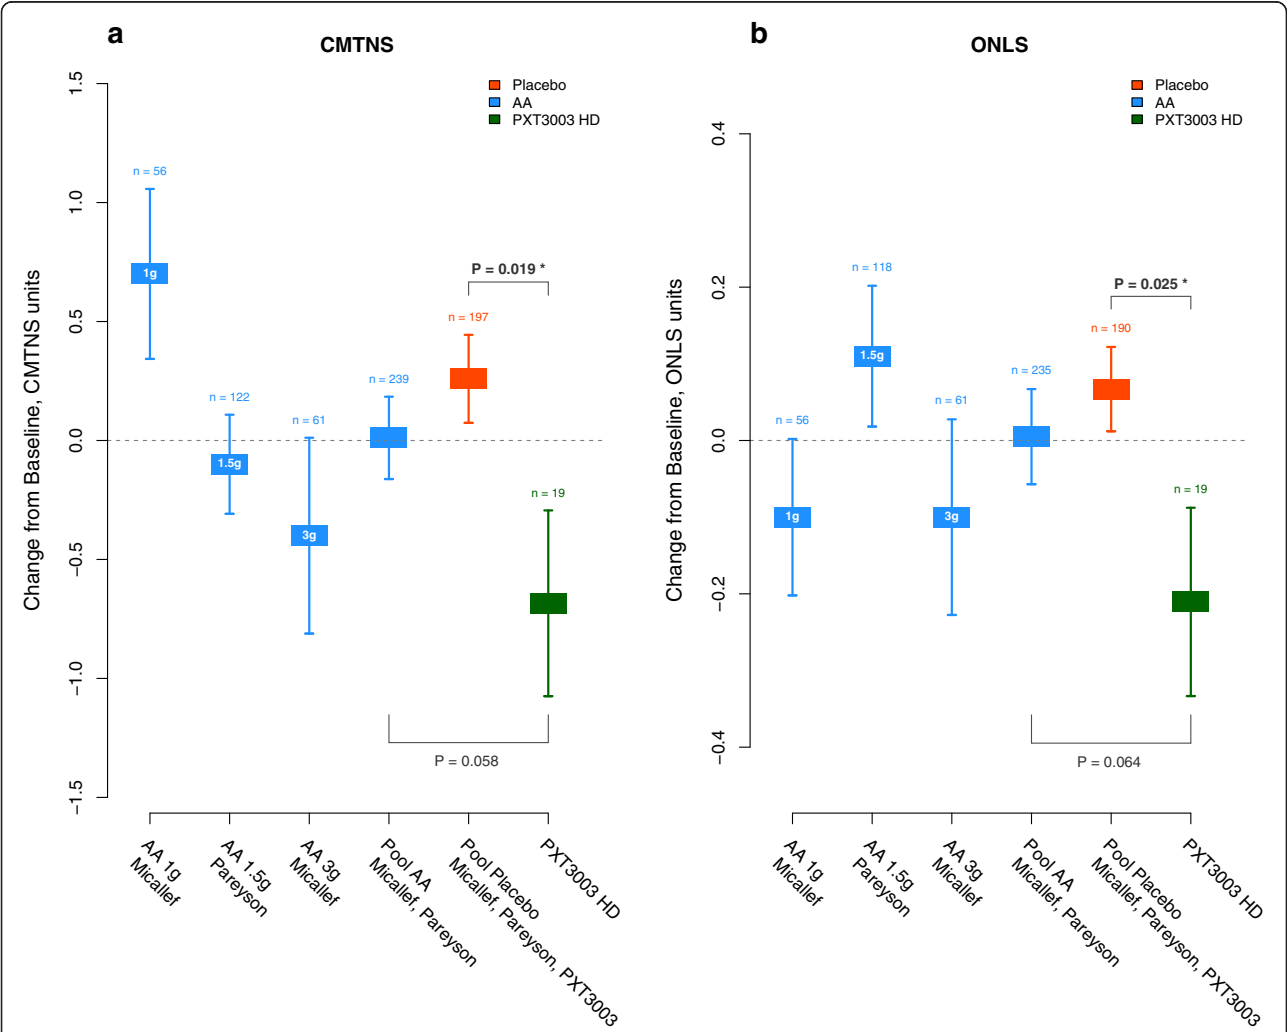 a
CMTNS
Placebo
AA
PXT3003 HD
Change from Baseline, CMTNS units
1.5
1.0
0.5
0.0
−0.5
−1.0
−1.5
n = 56
1g
n = 122
1.5g
n = 61
3g
n = 239
n = 197
n = 19
P = 0.019 *
P = 0.058
AA 1g
Micallef
AA 1.5g
Pareyson
AA 3g
Micallef
Pool AA
Micallef, Pareyson
Pool Placebo
Micallef, Pareyson, PXT3003
PXT3003 HD
b
ONLS
Placebo
AA
PXT3003 HD
Change from Baseline, ONLS units
0.4
0.2
0.0
−0.2
−0.4
n = 56
1g
n = 118
1.5g
n = 61
3g
n = 235
n = 190
n = 19
P = 0.025 *
P = 0.064
AA 1g
Micallef
AA 1.5g
Pareyson
AA 3g
Micallef
Pool AA
Micallef, Pareyson
Pool Placebo
Micallef, Pareyson, PXT3003
PXT3003 HD